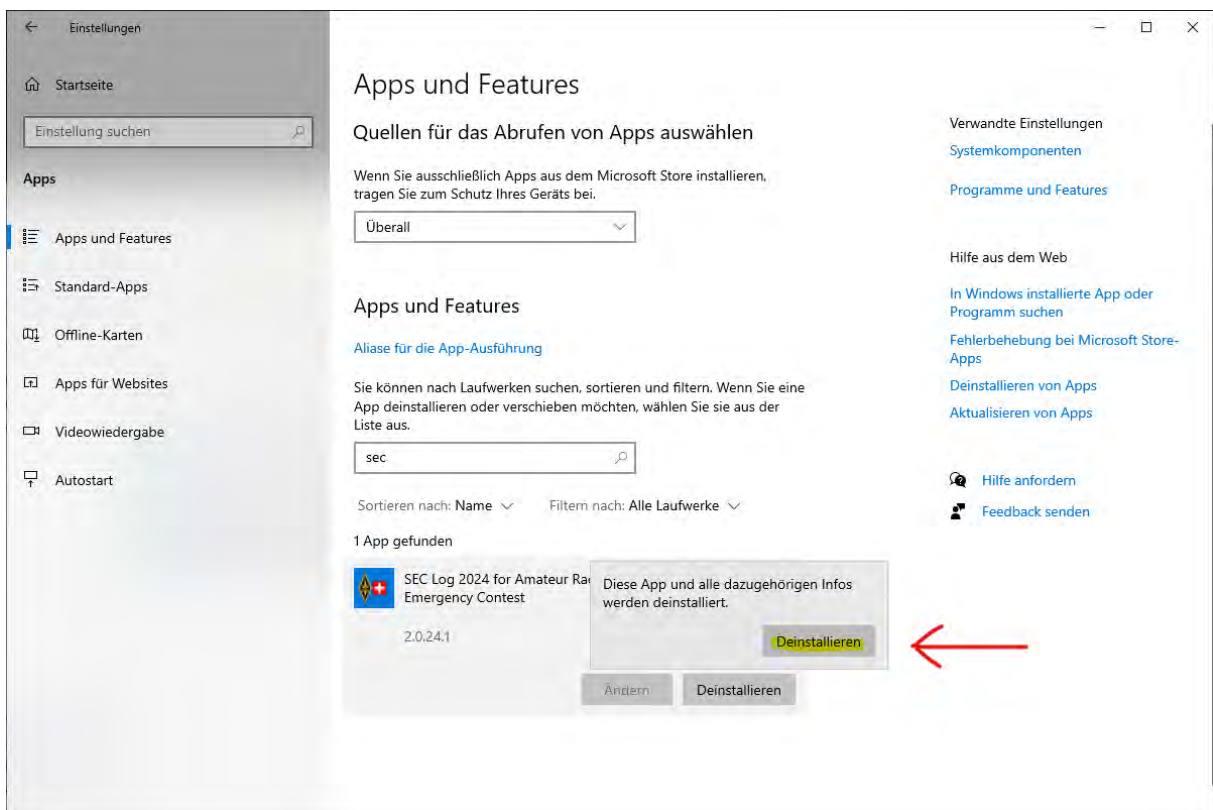 Einstellungen
Startseite
Einstellung suchen
Apps
Apps und Features
Standard-Apps
Offline-Karten
Apps für Websites
Videowiedergabe
Autostart
Apps und Features
Quellen für das Abrufen von Apps auswählen
Wenn Sie ausschließlich Apps aus dem Microsoft Store installieren,
tragen Sie zum Schutz Ihres Geräts bei.
Überall
Apps und Features
Aliase für die App-Ausführung
Sie können nach Laufwerken suchen, sortieren und filtern. Wenn Sie eine
App deinstallieren oder verschieben möchten, wählen Sie sie aus der
Liste aus.
sec
Sortieren nach: Name Filtern nach: Alle Laufwerke
1 App gefunden
SEC Log 2024 for Amateur
Emergency Contest
2.0.24.1
Diese App und alle dazugehörigen Infos
werden deinstalliert.
Deinstallieren
Ändern Deinstallieren
Verwandte Einstellungen
Systemkomponenten
Programme und Features
Hilfe aus dem Web
In Windows installierte App oder
Programm suchen
Fehlerbehebung bei Microsoft Store-
Apps
Deinstallieren von Apps
Aktualisieren von Apps
Hilfe anfordern
Feedback senden